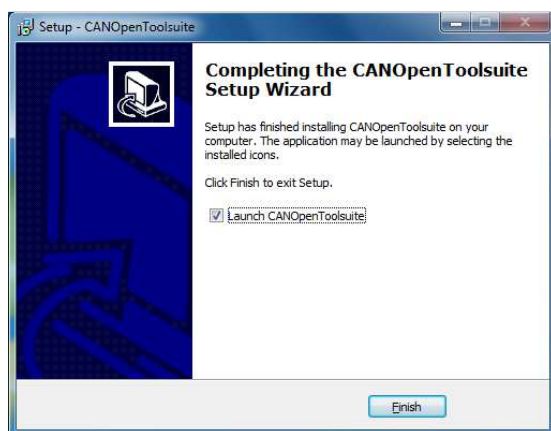 Setup - CANOpenToolsuite
Completing the CANOpenToolsuite
Setup Wizard
Setup has finished installing CANOpenToolsuite on your
computer. The application may be launched by selecting the
installed icons.
Click Finish to exit Setup.
Launch CANOpenToolsuite
Finish